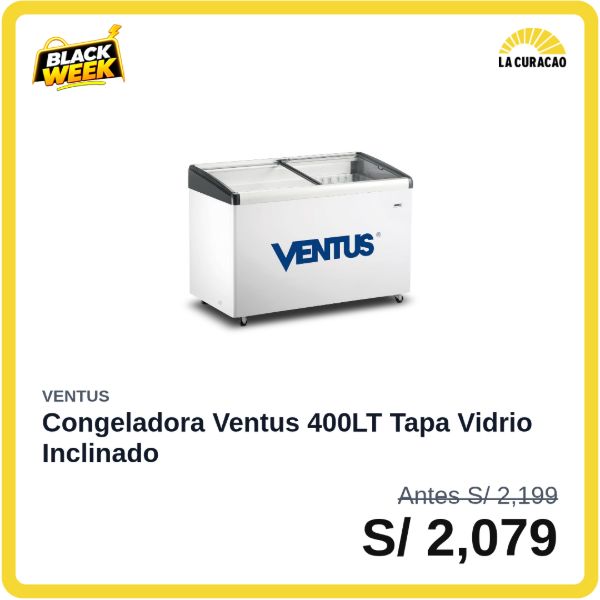 BLACK
WEEK
LA CURACAO
VENTUS®
VENTUS
Congeladora Ventus 400LT Tapa Vidrio
Inclinado
Antes S/ 2,199
S/ 2,079